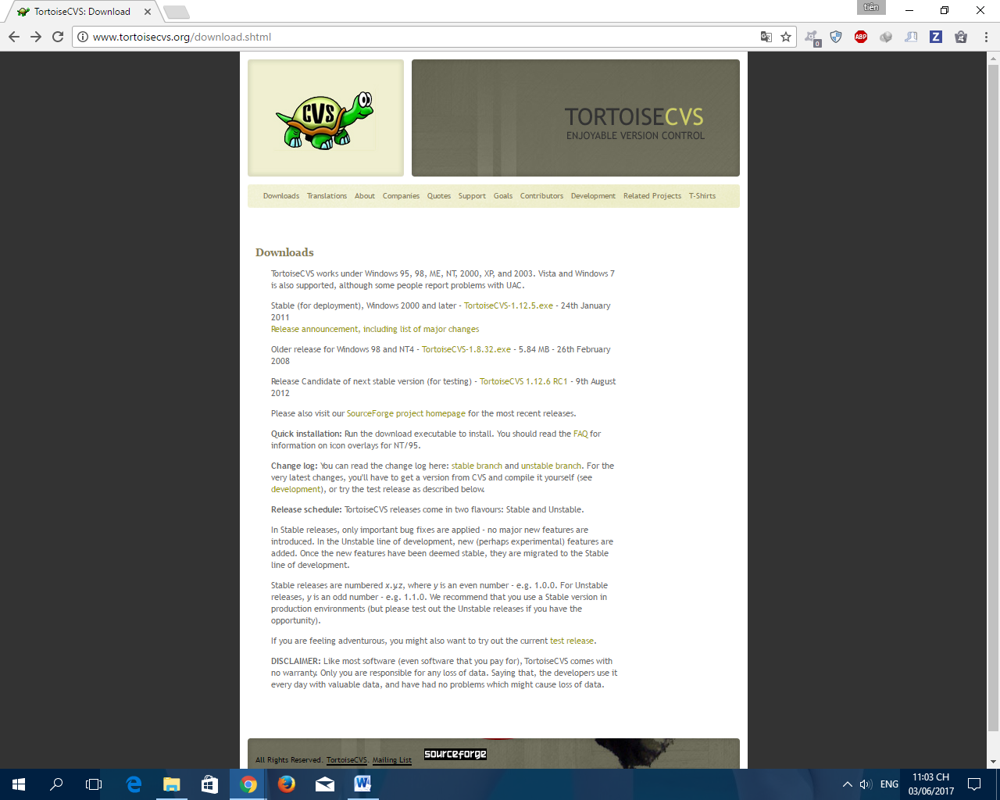 TortoiseCVS: Download
tiên
www.tortoisecvs.org/download.shtml
0
ABP
Z
CVS
TORTOISECVS
ENJOYABLE VERSION CONTROL
Downloads Translations About Companies Quotes Support Goals Contributors Development Related Projects T-Shirts
Downloads
TortoiseCVS works under Windows 95, 98, ME, NT, 2000, XP, and 2003. Vista and Windows 7
is also supported, although some people report problems with UAC.
Stable (for deployment), Windows 2000 and later - TortoiseCVS-1.12.5.exe - 24th January
2011
Release announcement, including list of major changes
Older release for Windows 98 and NT4 - TortoiseCVS-1.8.32.exe - 5.84 MB - 26th February
2008
Release Candidate of next stable version (for testing) - TortoiseCVS 1.12.6 RC1 - 9th August
2012
Please also visit our SourceForge project homepage for the most recent releases.
Quick installation: Run the download executable to install. You should read the FAQ for
information on icon overlays for NT/95.
Change log: You can read the change log here: stable branch and unstable branch. For the
very latest changes, you'll have to get a version from CVS and compile it yourself (see
development), or try the test release as described below.
Release schedule: TortoiseCVS releases come in two flavours: Stable and Unstable.
In Stable releases, only important bug fixes are applied - no major new features are
introduced. In the Unstable line of development, new (perhaps experimental) features are
added. Once the new features have been deemed stable, they are migrated to the Stable
line of development.
Stable releases are numbered x.y.z, where y is an even number - e.g. 1.0.0. For Unstable
releases, y is an odd number - e.g. 1.1.0. We recommend that you use a Stable version in
production environments (but please test out the Unstable releases if you have the
opportunity).
If you are feeling adventurous, you might also want to try out the current test release.
DISCLAIMER: Like most software (even software that you pay for), TortoiseCVS comes with
no warranty. Only you are responsible for any loss of data. Saying that, the developers use it
every day with valuable data, and have had no problems which might cause loss of data.
All Rights Reserved. TortoiseCVS. Mailing List sourceforge
ENG
11:03 CH
03/06/2017